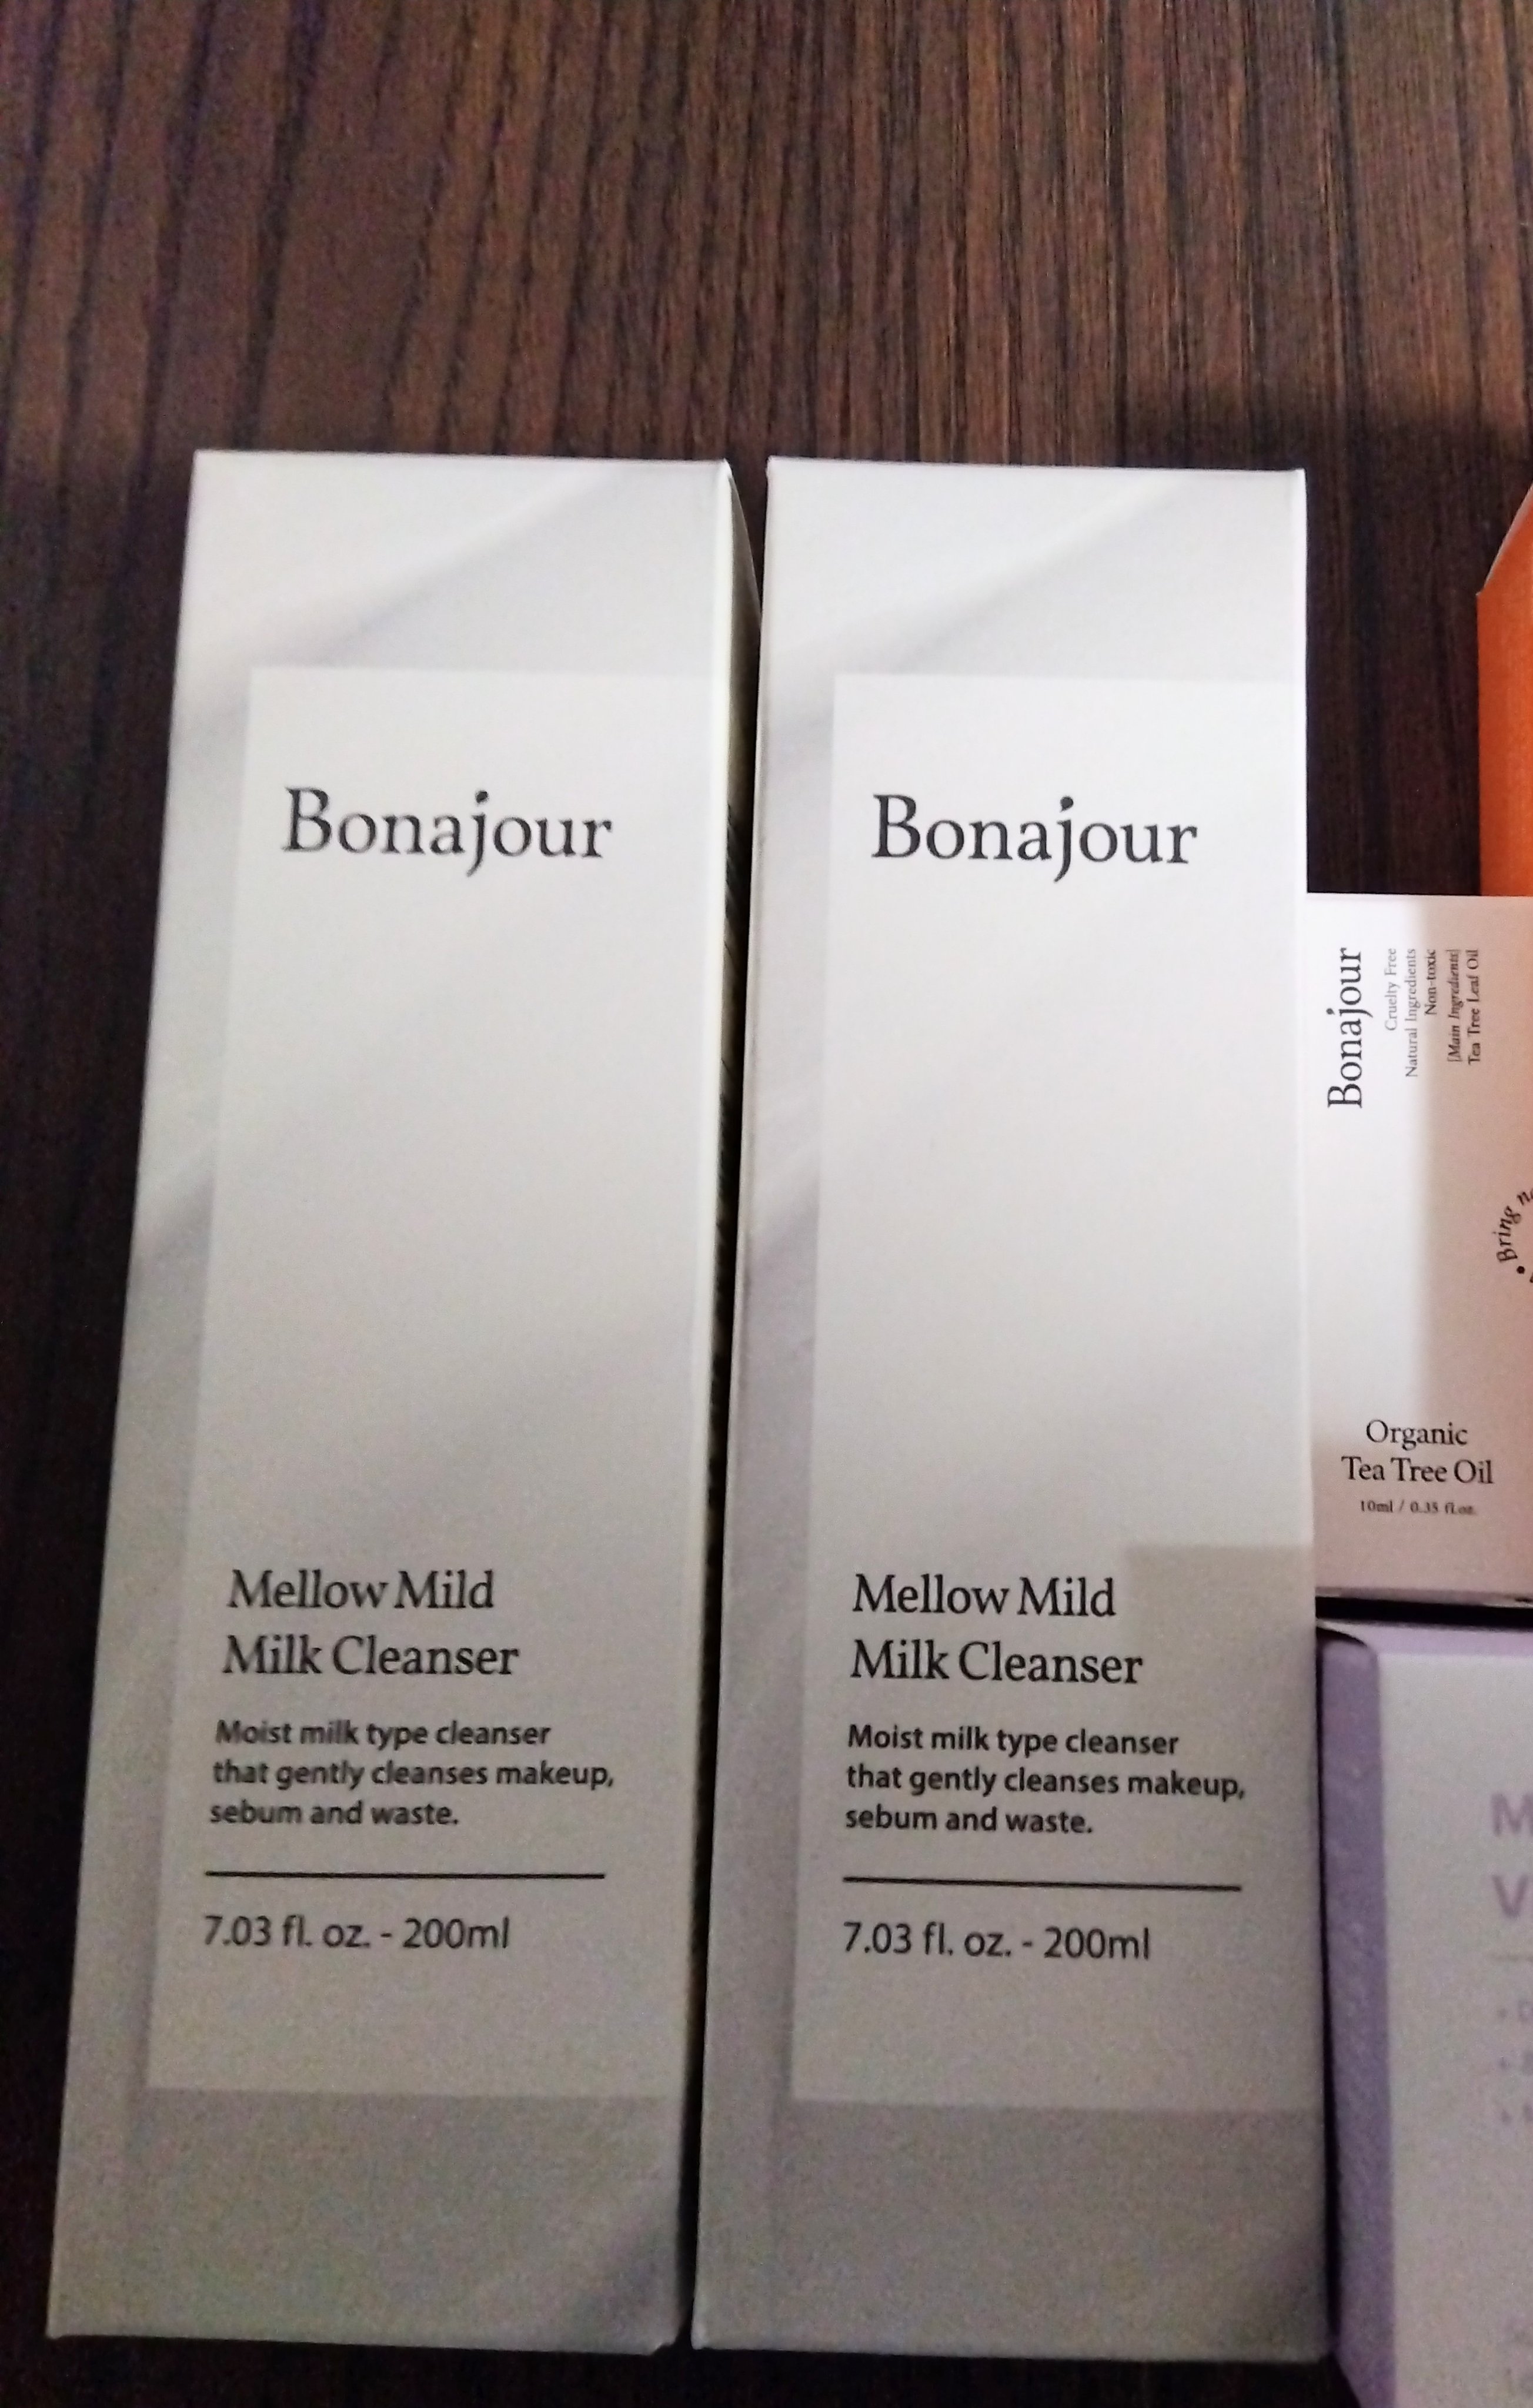 Bonajour
Mellow Mild
Milk Cleanser
Moist milk type cleanser
that gently cleanses makeup,
sebum and waste.
7.03 fl. oz. - 200ml
Bonajour
Mellow Mild
Milk Cleanser
Moist milk type cleanser
that gently cleanses makeup,
sebum and waste.
7.03 fl. oz. - 200ml
Bonajour
Cruelty Free
Natural Ingredients
Non-toxic
[Main Ingredients]
Tea Tree Leaf Oil
• Bring
Organic
Tea Tree Oil
10ml / 0.35 fl.oz.
M
V